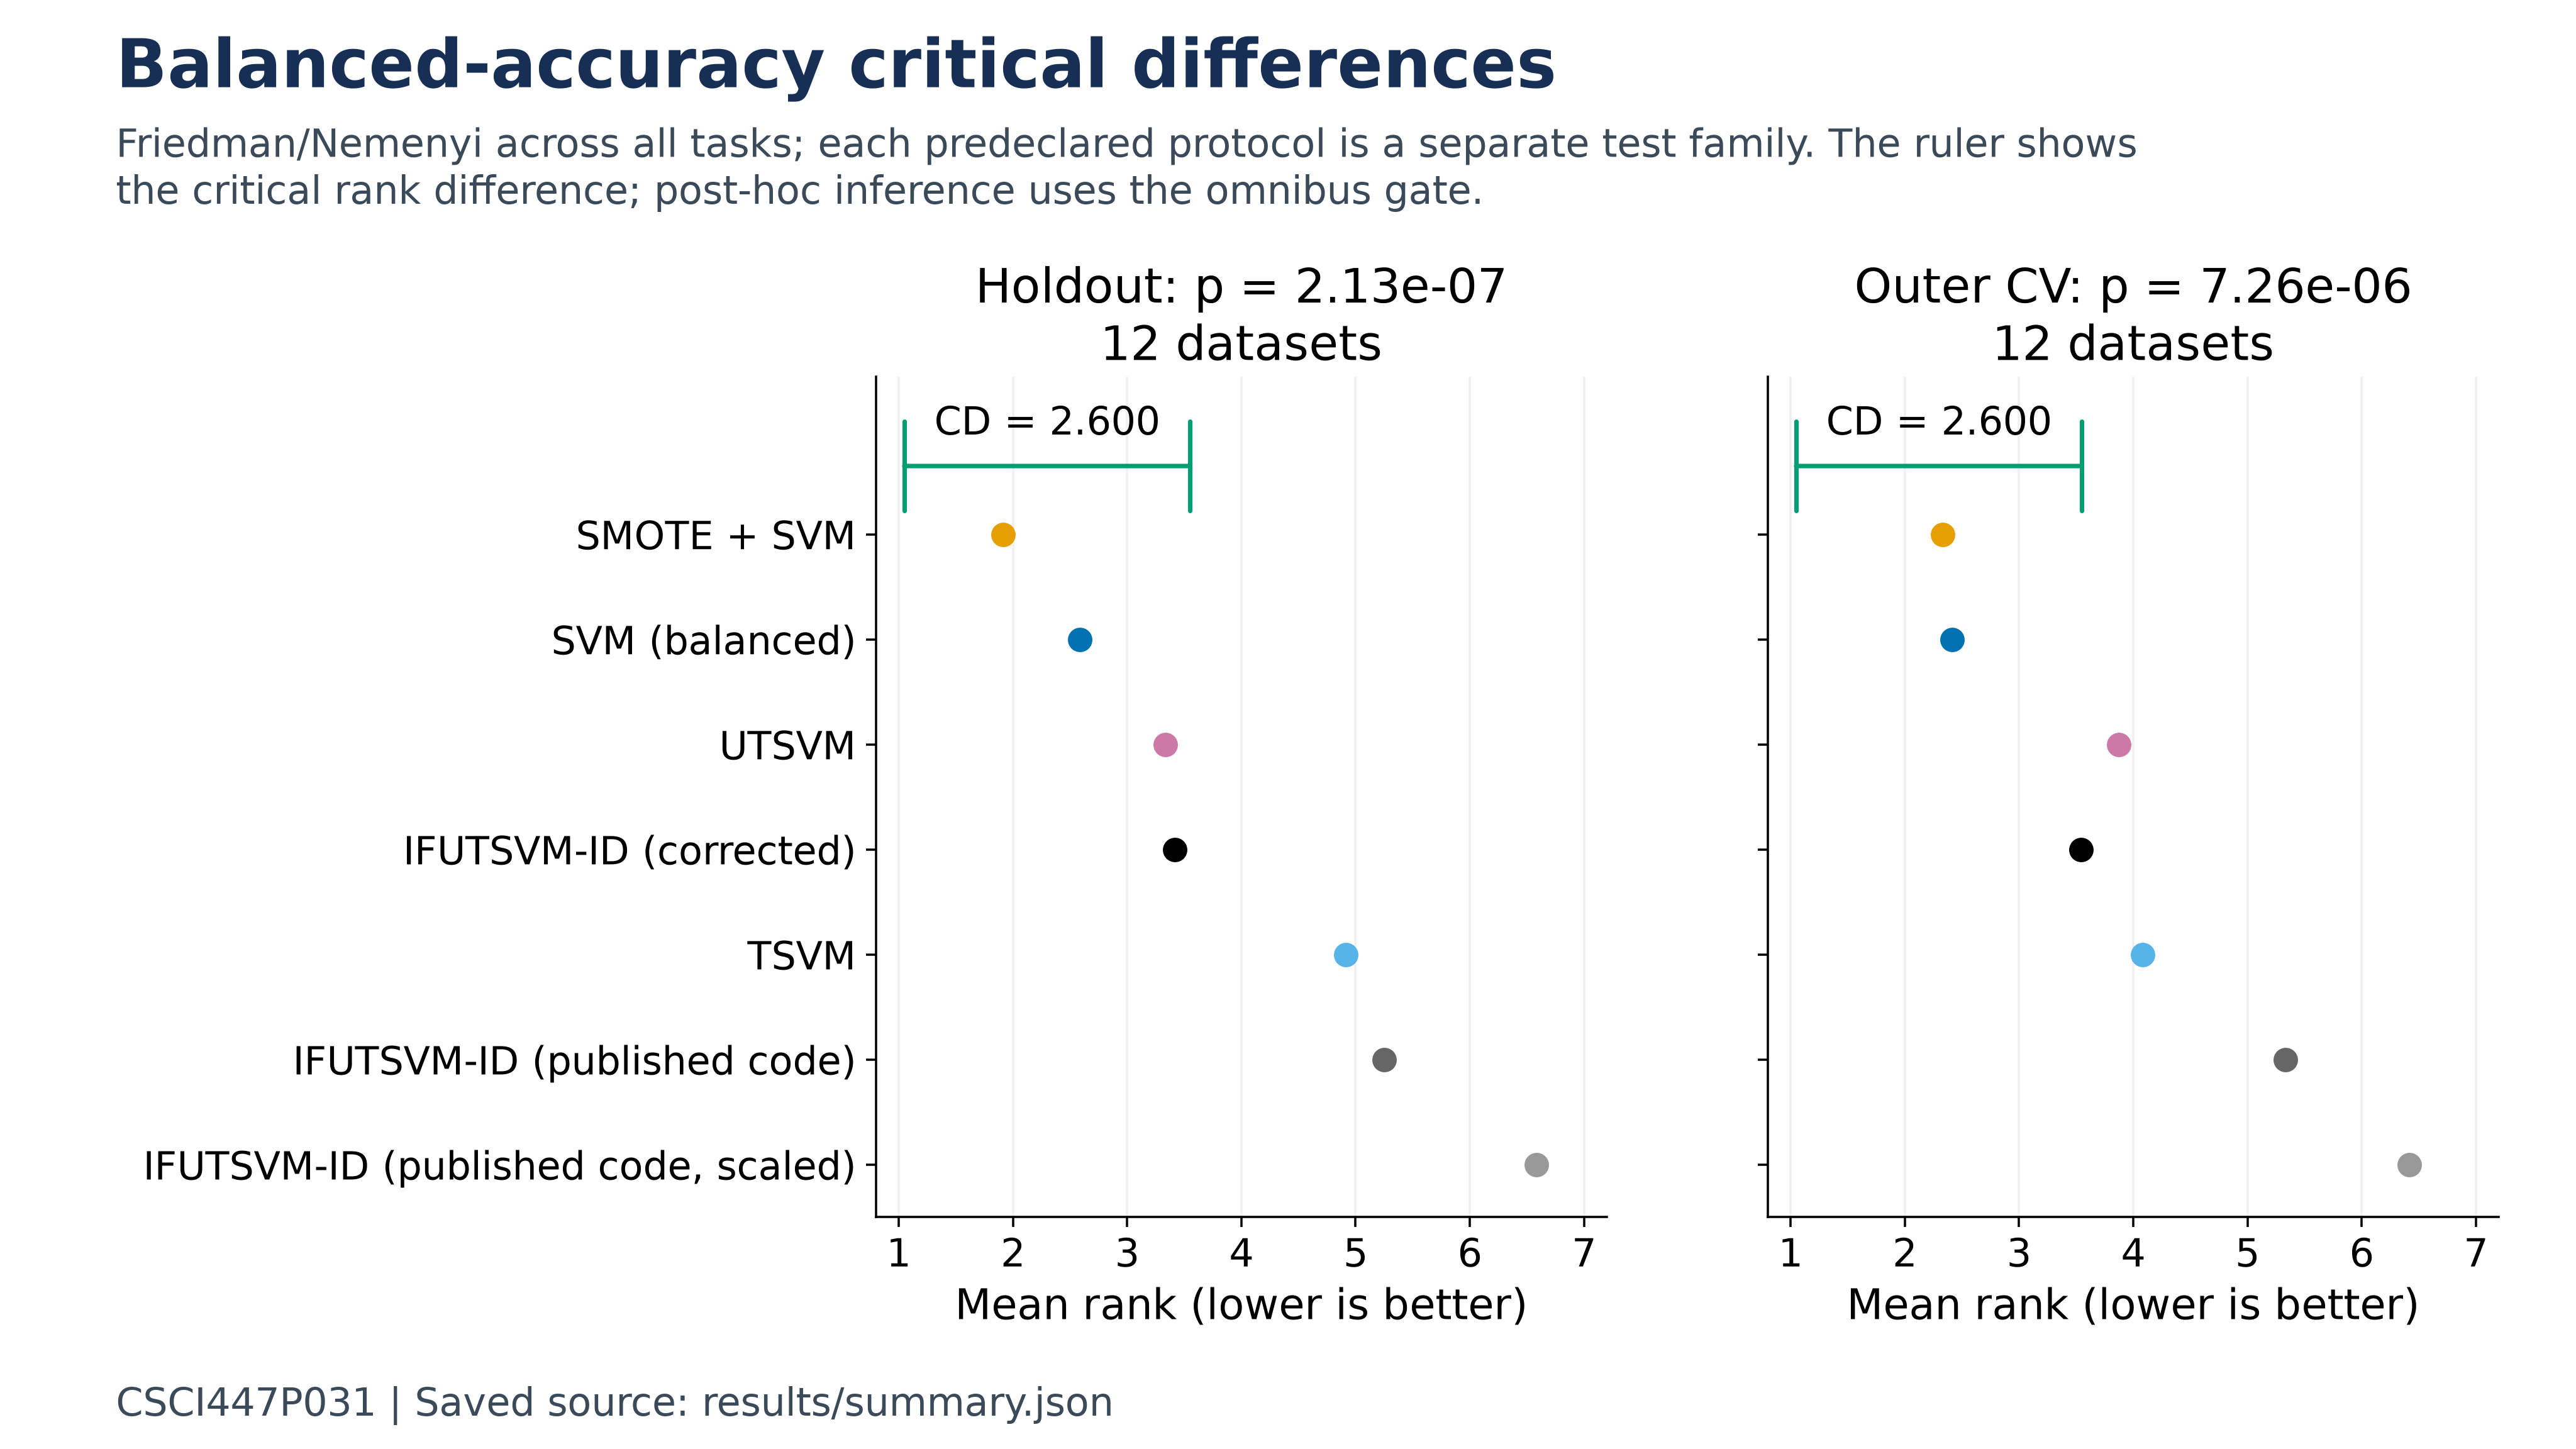 Balanced-accuracy critical differences
Friedman/Nemenyi across all tasks; each predeclared protocol is a separate test family. The ruler shows
the critical rank difference; post-hoc inference uses the omnibus gate.
Holdout: p = 2.13e-07
12 datasets
Outer CV: p = 7.26e-06
12 datasets
CD = 2.600
CD = 2.600
SMOTE + SVM
SVM (balanced)
UTSVM
IFUTSVM-ID (corrected)
TSVM
IFUTSVM-ID (published code)
IFUTSVM-ID (published code, scaled)
1 2 3 4 5 6 7
Mean rank (lower is better)
1 2 3 4 5 6 7
Mean rank (lower is better)
CSCI447P031 | Saved source: results/summary.json